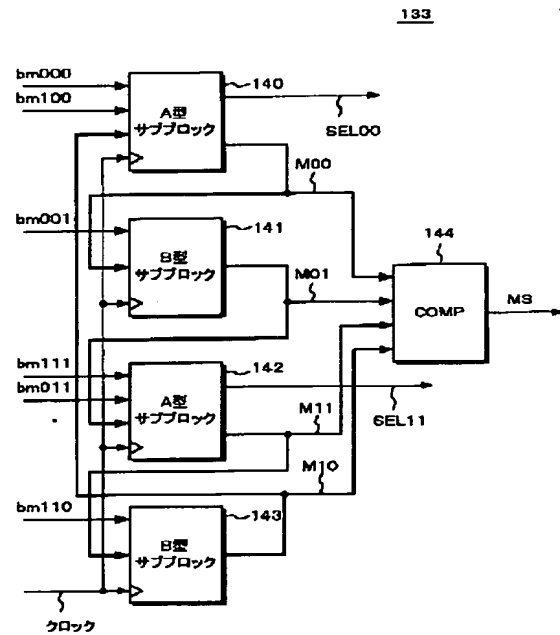 133
bm000
bm100
A型
サブブロック
140
SEL00
M00
bm001
B型
サブブロック
141
M01
144
COMP
MS
bm111
bm011
A型
サブブロック
142
SEL11
M11
M10
bm110
B型
サブブロック
143
クロック